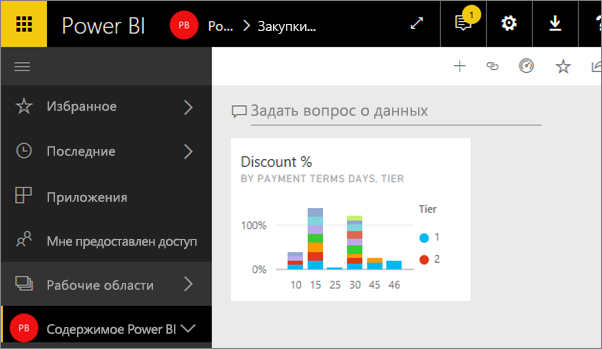 Power BI PB Po... Закупки... 1
Избранное
Последние
Приложения
Мне предоставлен доступ
Рабочие области
PB Содержимое Power BI
Задать вопрос о данных
Discount %
BY PAYMENT TERMS DAYS, TIER
Tier
100%
1
2
0%
10 15 25 30 45 46